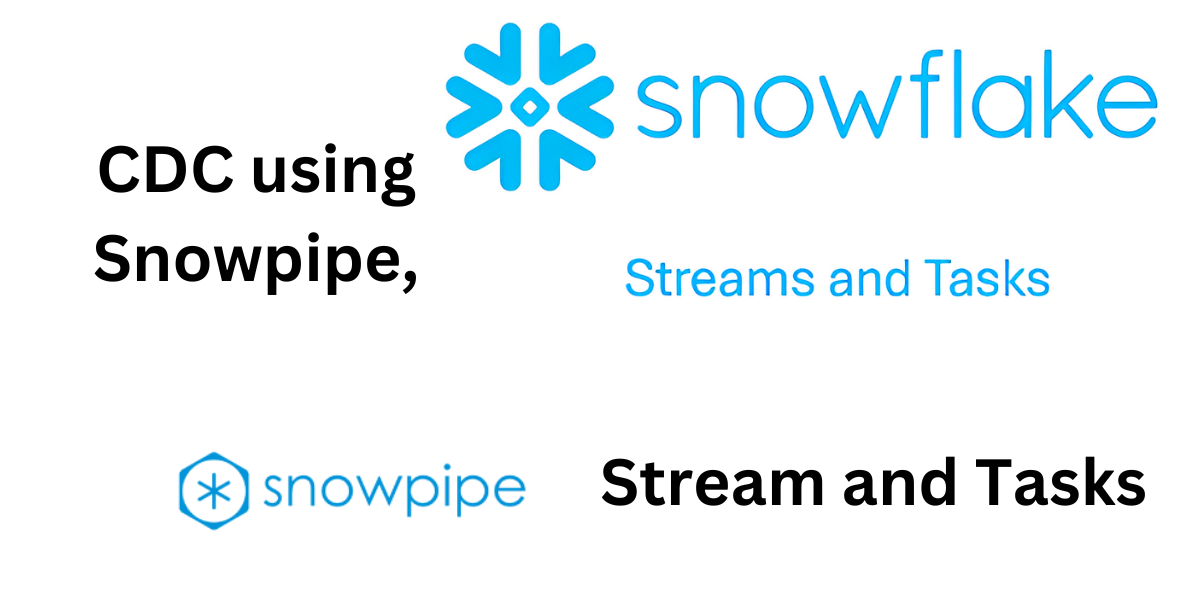 snowflake
CDC using
Snowpipe,
Streams and Tasks
snowpipe
Stream and Tasks